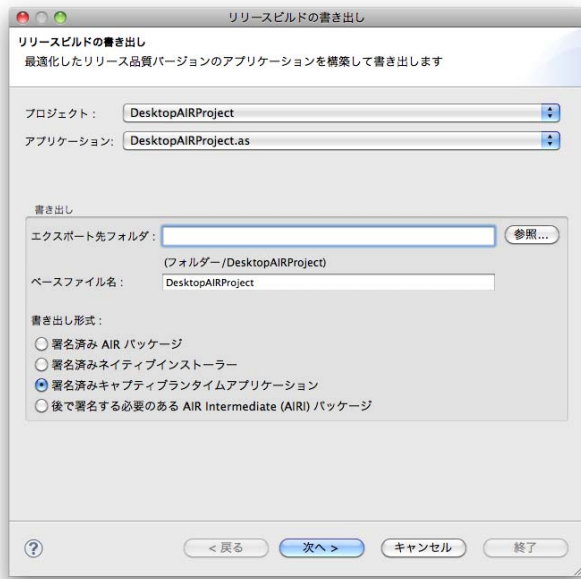 リリースビルドの書き出し
リリースビルドの書き出し
最適化したリリース品質バージョンのアプリケーションを構築して書き出します
プロジェクト： DesktopAIRProject
アプリケーション: DesktopAIRProject.as
書き出し
エクスポート先フォルダ： 参照...
(フォルダー/DesktopAIRProject)
ベースファイル名： DesktopAIRProject
書き出し形式：
署名済み AIR パッケージ
署名済みネイティブインストーラー
署名済みキャプティブランタイムアプリケーション
後で署名する必要のある AIR Intermediate (AIRI) パッケージ
? < 戻る 次へ > キャンセル 終了